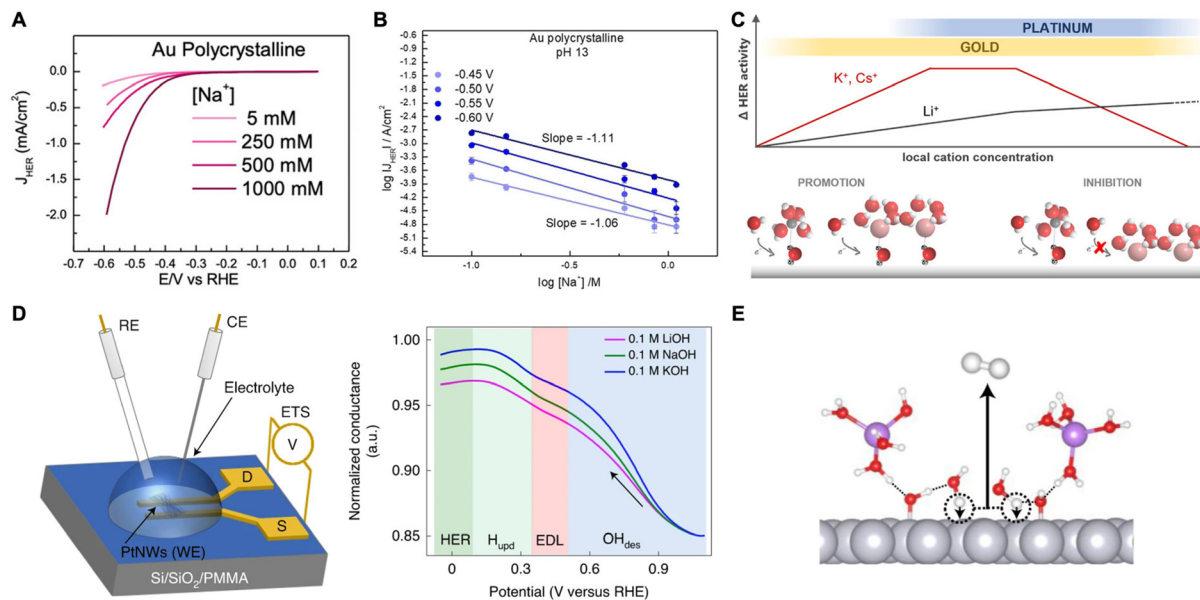 A
Au Polycrystalline
[Na⁺]
5 mM
250 mM
500 mM
1000 mM
0.0
-0.5
-1.0
-1.5
-2.0
J_HER (mA/cm²)
-0.7 -0.6 -0.5 -0.4 -0.3 -0.2 -0.1 0.0 0.1 0.2
E/V vs RHE
B
Au polycrystalline
pH 13
-0.45 V
-0.50 V
-0.55 V
-0.60 V
Slope = -1.11
Slope = -1.06
-0.6
-0.9
-1.2
-1.5
-1.8
-2.1
-2.4
-2.7
-3.0
-3.3
-3.6
-3.9
-4.2
-4.5
-4.8
-5.1
-5.4
log |J_HER| / A/cm²
-1.0 -0.5 0.0
log [Na⁺] /M
C
PLATINUM
GOLD
K⁺, Cs⁺
Li⁺
Δ HER activity
local cation concentration
PROMOTION INHIBITION
D
RE
CE
Electrolyte
ETS
V
D
S
PtNWs (WE)
Si/SiO₂/PMMA
Normalized conductance
(a.u.)
1.00
0.95
0.90
0.85
0.1 M LiOH
0.1 M NaOH
0.1 M KOH
HER H_upd EDL OH_des
0 0.3 0.6 0.9
Potential (V versus RHE)
E